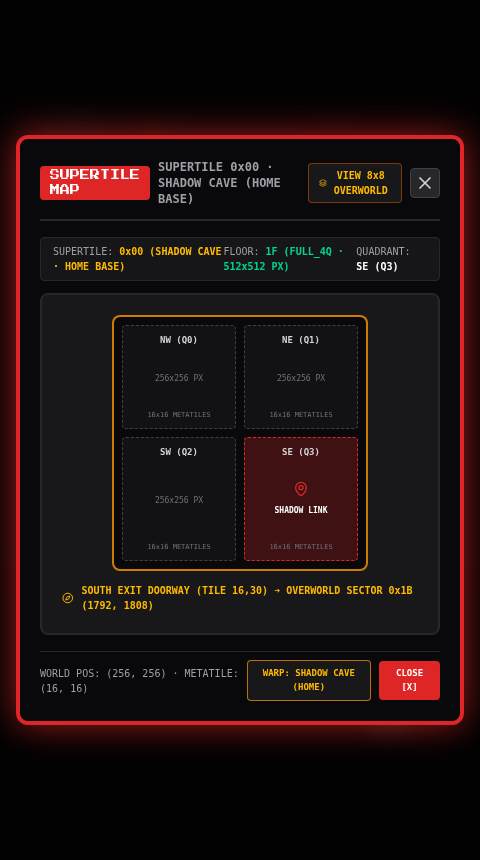 SUPERTILE
MAP
SUPERTILE 0x00 ·
SHADOW CAVE (HOME
BASE)
VIEW 8x8
OVERWORLD
SUPERTILE: 0x00 (SHADOW CAVE
· HOME BASE)
FLOOR: 1F (FULL_4Q ·
512x512 PX)
QUADRANT:
SE (Q3)
NW (Q0)
256x256 PX
16x16 METATILES
NE (Q1)
256x256 PX
16x16 METATILES
SW (Q2)
256x256 PX
16x16 METATILES
SE (Q3)
SHADOW LINK
16x16 METATILES
SOUTH EXIT DOORWAY (TILE 16,30) → OVERWORLD SECTOR 0x1B
(1792, 1808)
WORLD POS: (256, 256) · METATILE:
(16, 16)
WARP: SHADOW CAVE
(HOME)
CLOSE
[X]